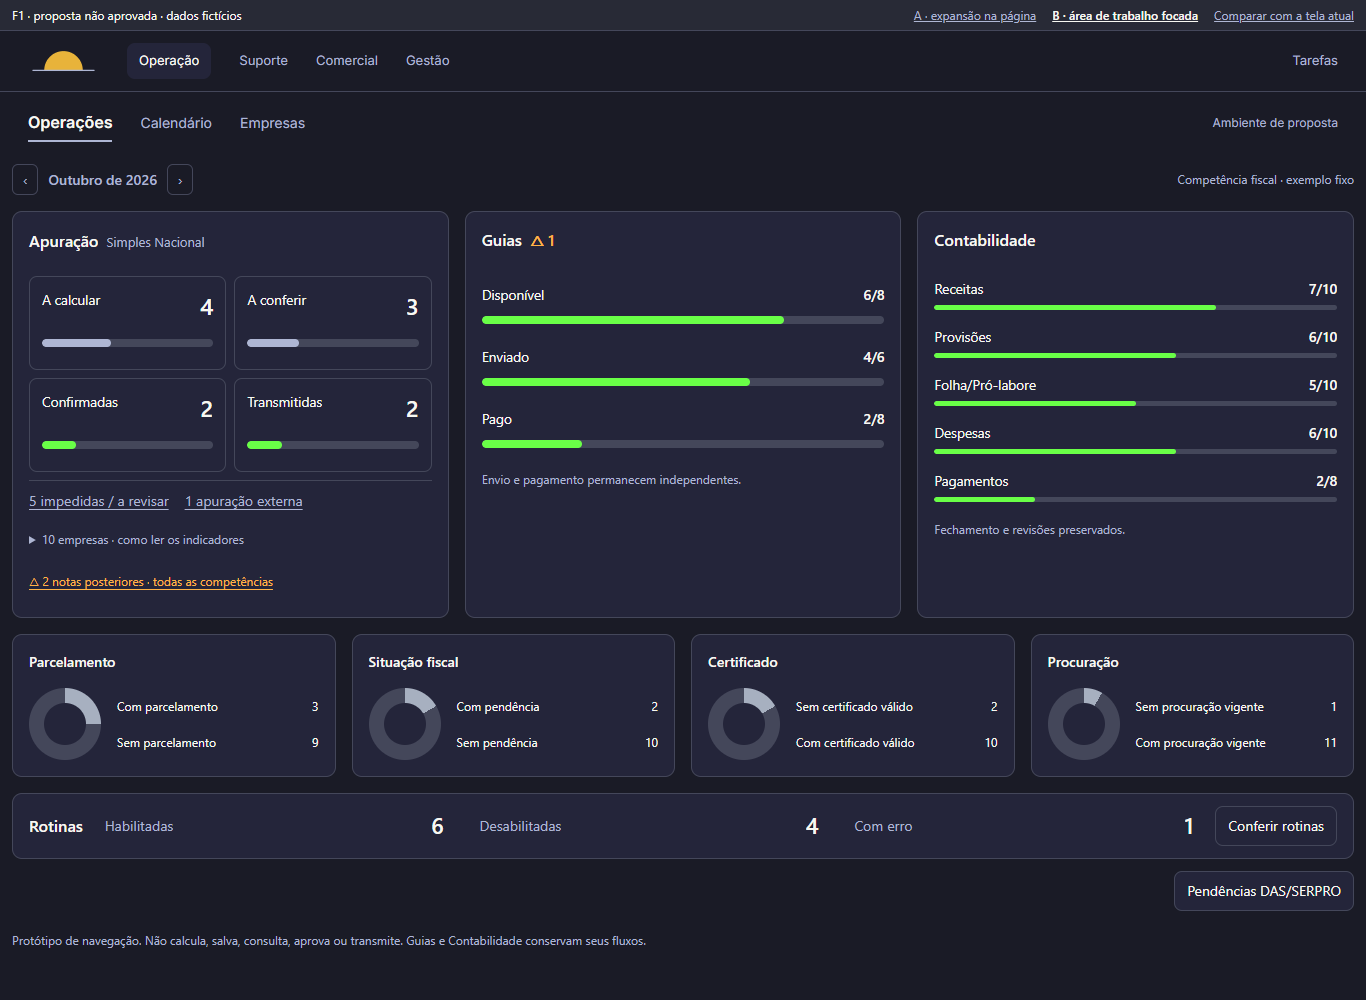 F1 · proposta não aprovada · dados fictícios
A · expansão na página B · área de trabalho focada Comparar com a tela atual
Operação Suporte Comercial Gestão Tarefas
Operações Calendário Empresas Ambiente de proposta
‹ Outubro de 2026 › Competência fiscal · exemplo fixo
Apuração Simples Nacional
A calcular 4
A conferir 3
Confirmadas 2
Transmitidas 2
5 impedidas / a revisar 1 apuração externa
▶ 10 empresas · como ler os indicadores
△ 2 notas posteriores · todas as competências
Guias △ 1
Disponível 6/8
Enviado 4/6
Pago 2/8
Envio e pagamento permanecem independentes.
Contabilidade
Receitas 7/10
Provisões 6/10
Folha/Pró-labore 5/10
Despesas 6/10
Pagamentos 2/8
Fechamento e revisões preservados.
Parcelamento
Com parcelamento 3
Sem parcelamento 9
Situação fiscal
Com pendência 2
Sem pendência 10
Certificado
Sem certificado válido 2
Com certificado válido 10
Procuração
Sem procuração vigente 1
Com procuração vigente 11
Rotinas Habilitadas 6 Desabilitadas 4 Com erro 1 Conferir rotinas
Pendências DAS/SERPRO
Protótipo de navegação. Não calcula, salva, consulta, aprova ou transmite. Guias e Contabilidade conservam seus fluxos.